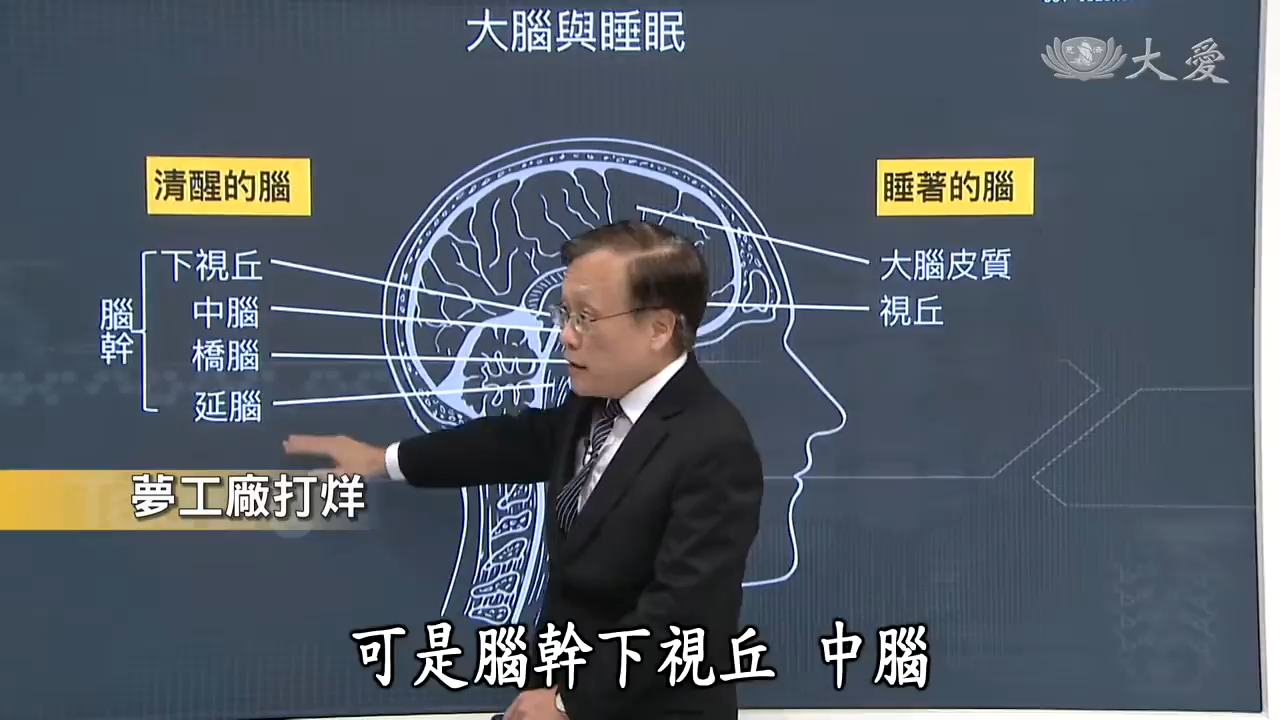 大腦與睡眠
大愛
清醒的腦
睡著的腦
下視丘
中腦
橋腦
延腦
腦幹
大腦皮質
視丘
夢工廠打烊
可是腦幹下視丘 中腦